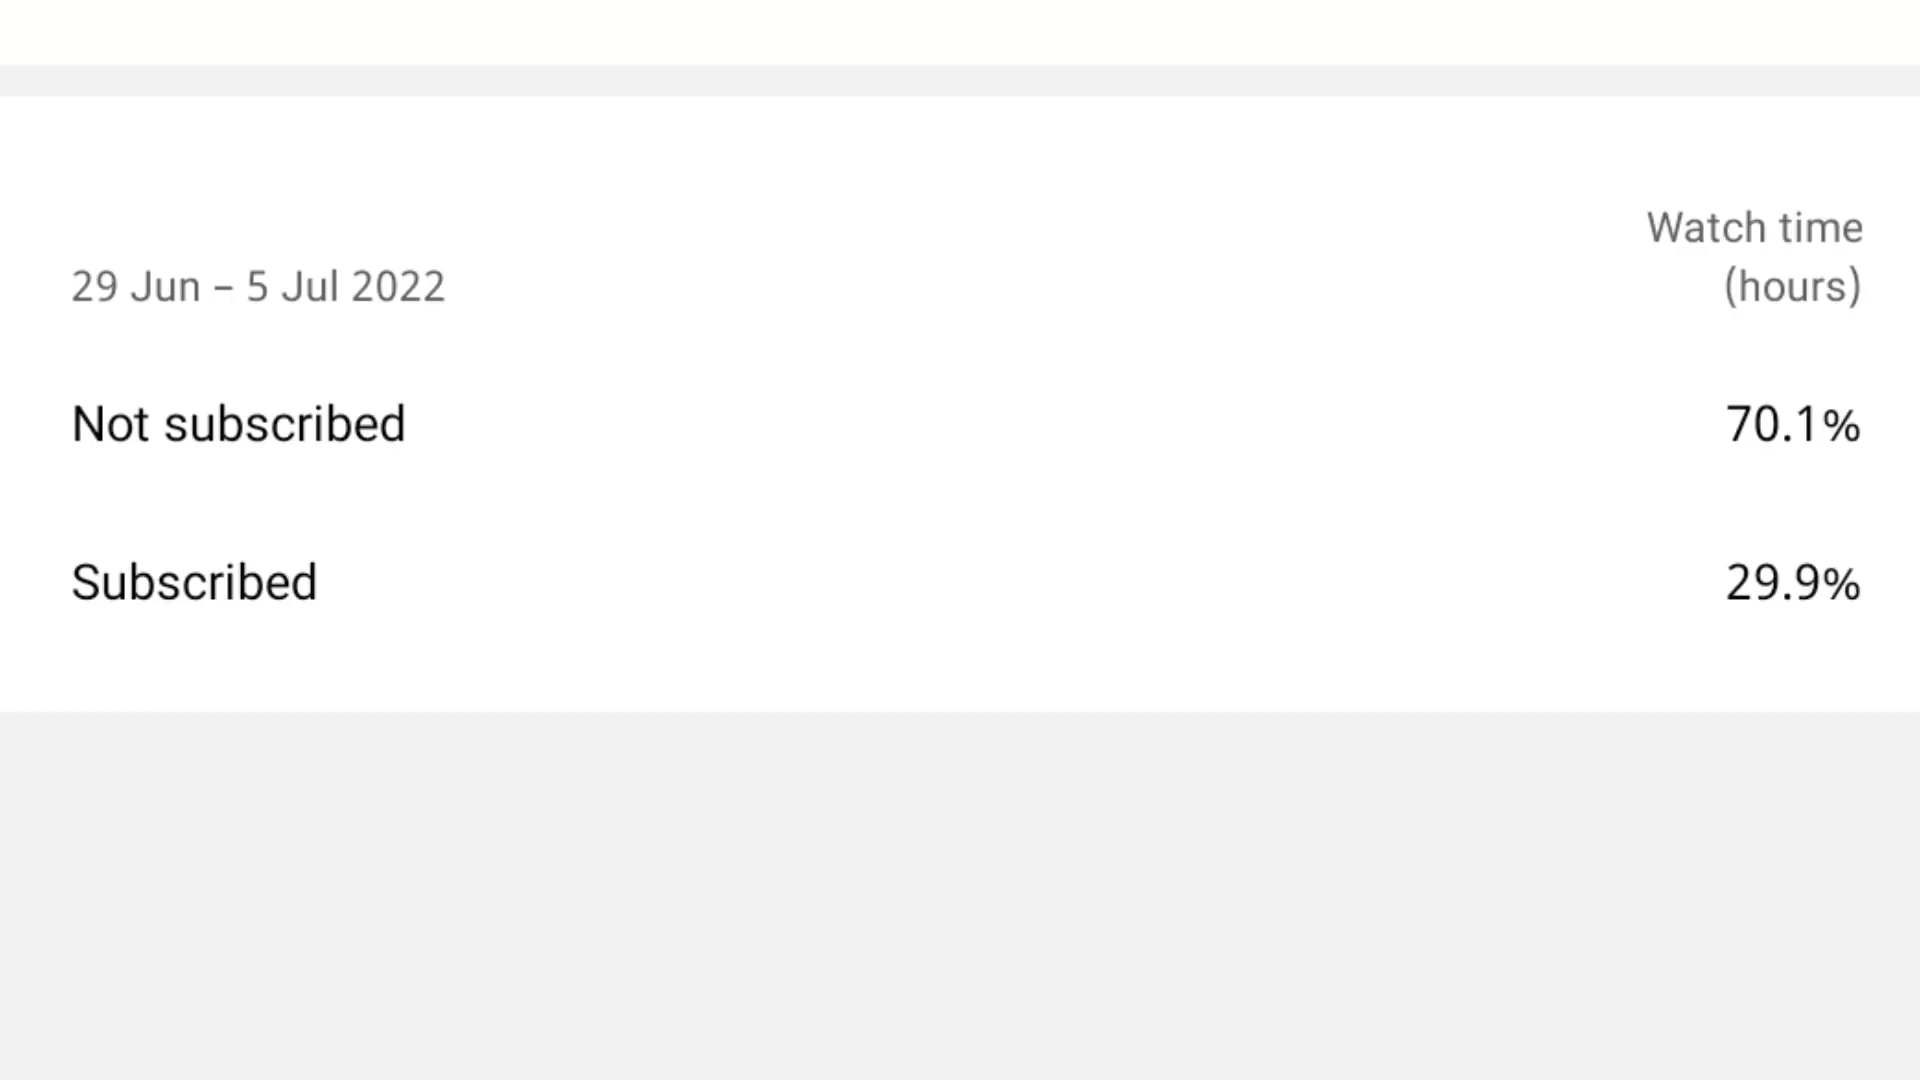 Watch time
29 Jun – 5 Jul 2022 (hours)
Not subscribed 70.1%
Subscribed 29.9%